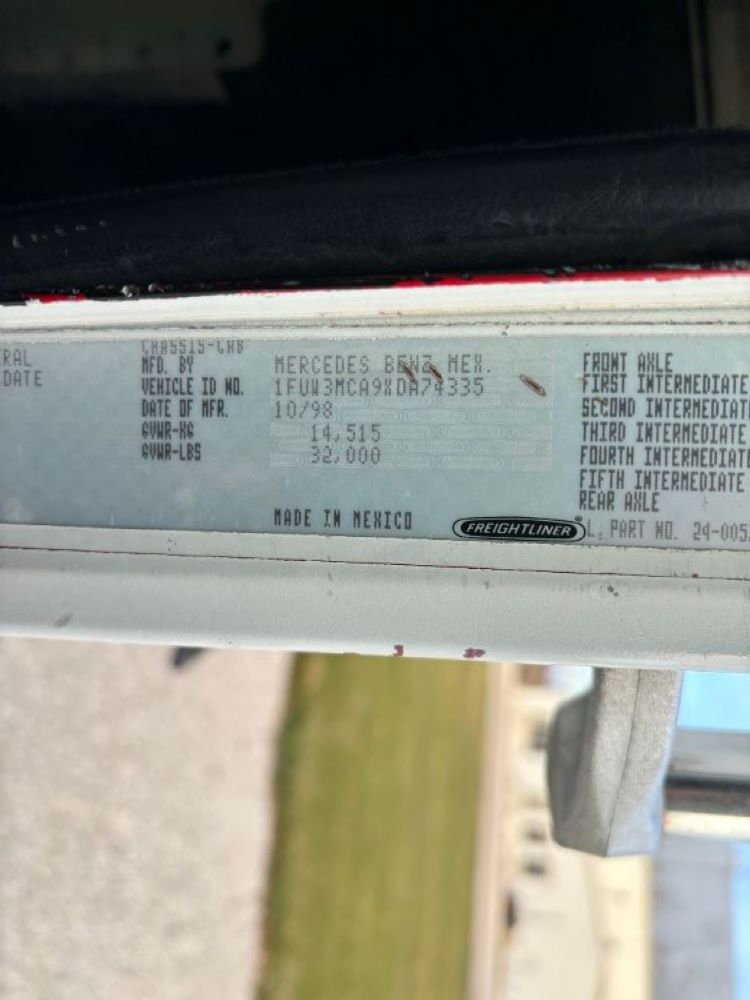 RAL
DATE
CHASSIS-CAB
MFD. BY MERCEDES BENZ MEX.
VEHICLE ID NO. 1FUW3MCA9XDA74335
DATE OF MFR. 10/98
GVWR-KG 14,515
GVWR-LBS 32,000
MADE IN MEXICO
FREIGHTLINER®
FRONT AXLE
FIRST INTERMEDIATE
SECOND INTERMEDIATE
THIRD INTERMEDIATE
FOURTH INTERMEDIATE
FIFTH INTERMEDIATE
REAR AXLE
L. PART NO. 24-005